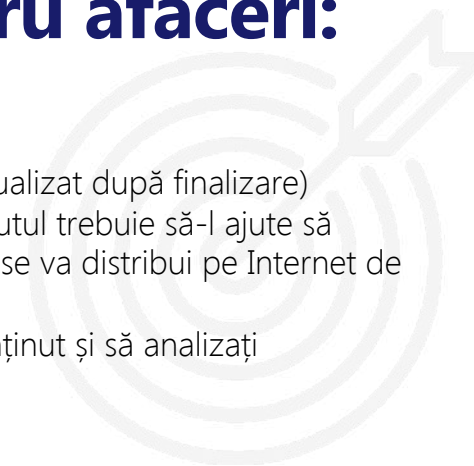 ru afaceri:
ualizat după finalizare)
utul trebuie să-l ajute să
se va distribui pe Internet de
ținut și să analizați